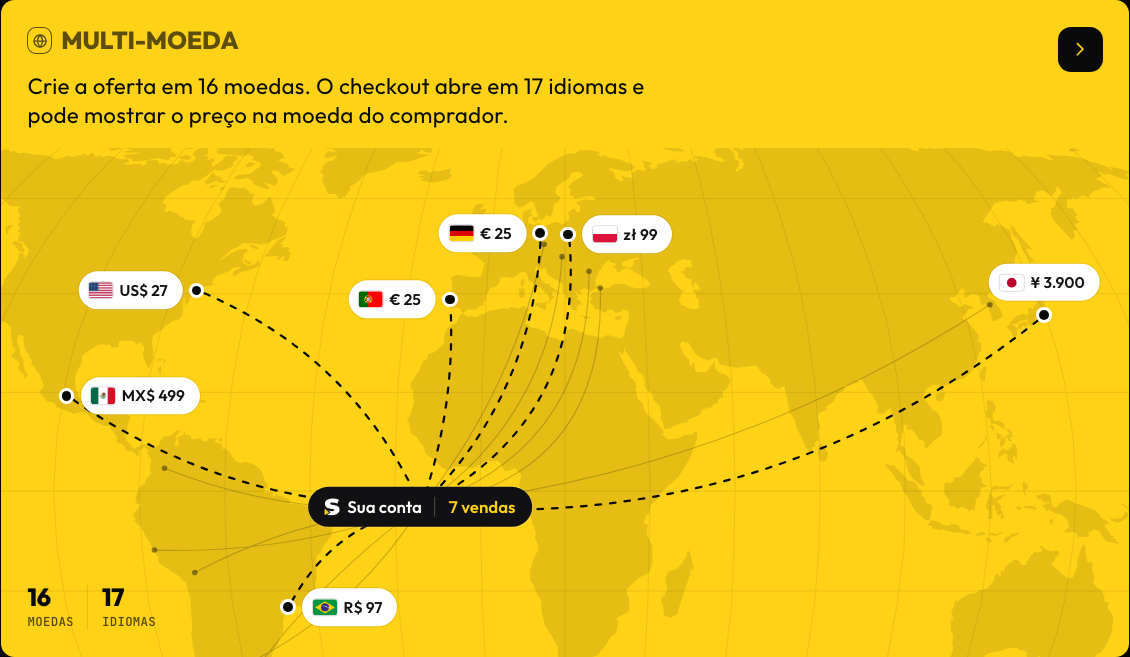 MULTI-MOEDA
Crie a oferta em 16 moedas. O checkout abre em 17 idiomas e
pode mostrar o preço na moeda do comprador.
€ 25
zł 99
US$ 27
€ 25
¥ 3.900
MX$ 499
Sua conta
7 vendas
R$ 97
16
MOEDAS
17
IDIOMAS